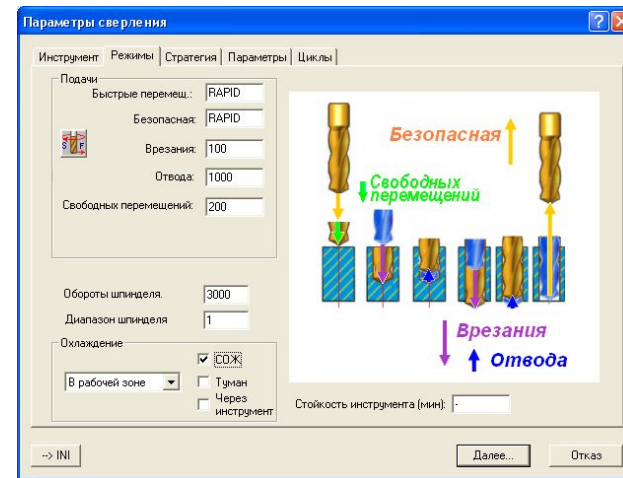 Параметры сверления
Инструмент Режимы Стратегия Параметры Циклы
Подачи
Быстрые перемещ.: RAPID
Безопасная: RAPID
S F
Врезания: 100
Отвода: 1000
Свободных перемещений: 200
Обороты шпинделя. 3000
Диапазон шпинделя 1
Охлаждение
СОЖ
В рабочей зоне
Туман
Через
инструмент
Безопасная
Свободных
перемещений
Врезания
Отвода
Стойкость инструмента (мин): -
--> INI
Далее...
Отказ